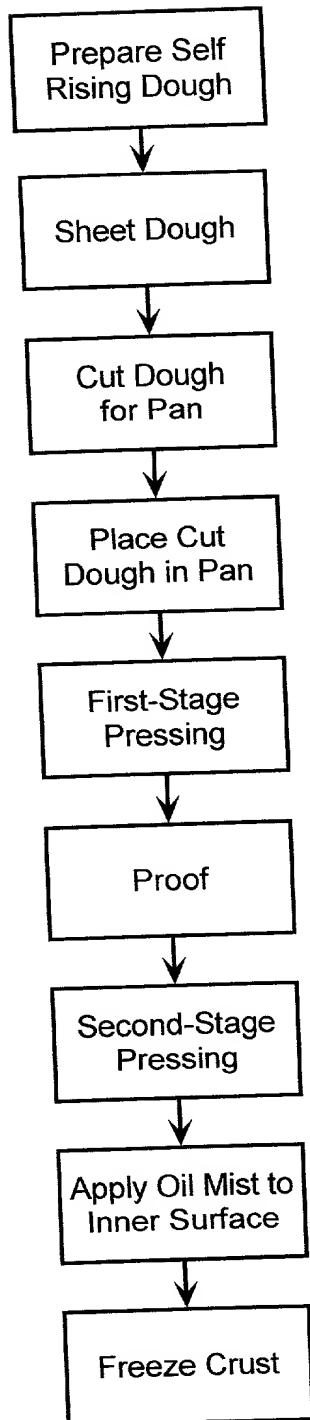 Prepare Self
Rising Dough
Sheet Dough
Cut Dough
for Pan
Place Cut
Dough in Pan
First-Stage
Pressing
Proof
Second-Stage
Pressing
Apply Oil Mist to
Inner Surface
Freeze Crust